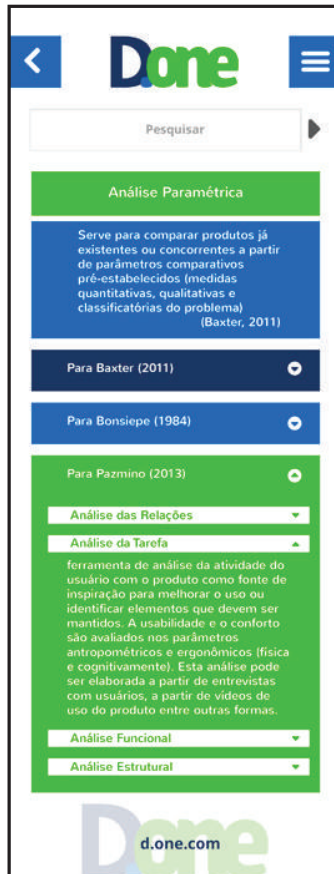 D.one
Pesquisar
Análise Paramétrica
Serve para comparar produtos já
existentes ou concorrentes a partir
de parâmetros comparativos
pré-estabelecidos (medidas
quantitativas, qualitativas e
classificatórias do problema)
(Baxter, 2011)
Para Baxter (2011)
Para Bonsiepe (1984)
Para Pazmino (2013)
Análise das Relações
Análise da Tarefa
ferramenta de análise da atividade do
usuário com o produto como fonte de
inspiração para melhorar o uso ou
identificar elementos que devem ser
mantidos. A usabilidade e o conforto
são avaliados nos parâmetros
antropométricos e ergonômicos (física
e cognitivamente). Esta análise pode
ser elaborada a partir de entrevistas
com usuários, a partir de vídeos de
uso do produto entre outras formas.
Análise Funcional
Análise Estrutural
D.one
d.one.com